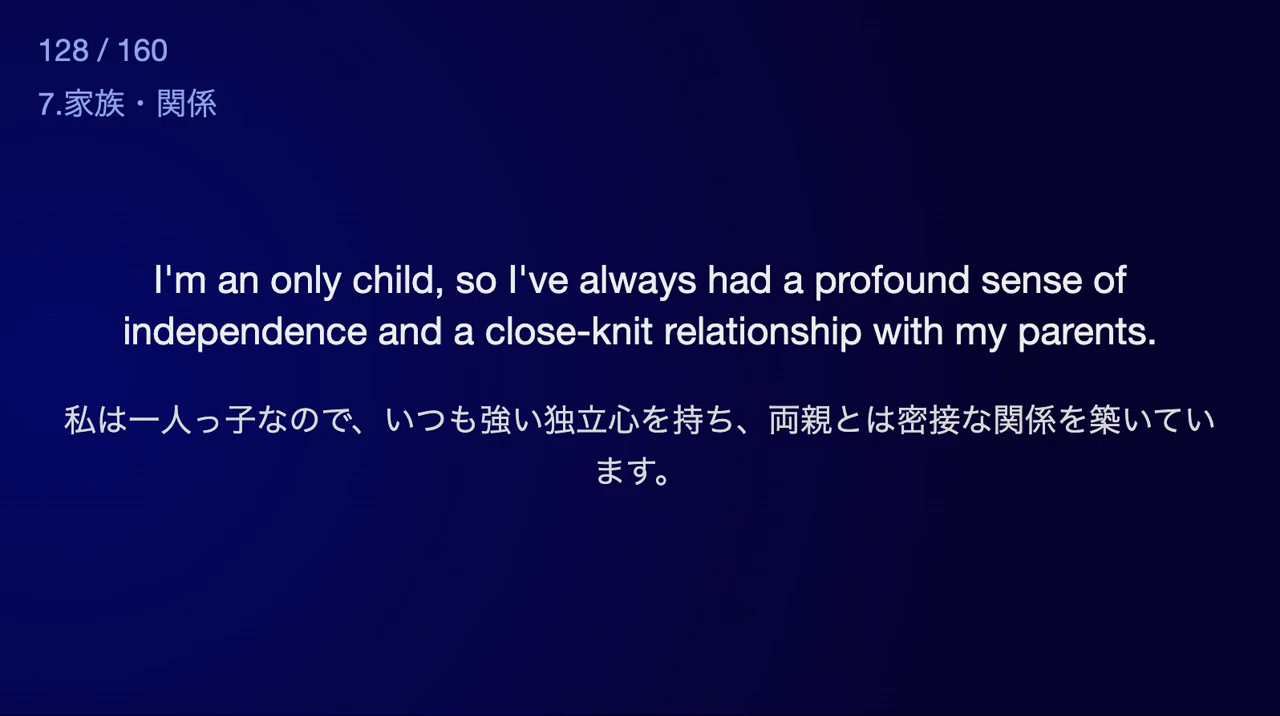 128 / 160
7.家族・関係
I'm an only child, so I've always had a profound sense of
independence and a close-knit relationship with my parents.
私は一人っ子なので、いつも強い独立心を持ち、両親とは密接な関係を築いてい
ます。